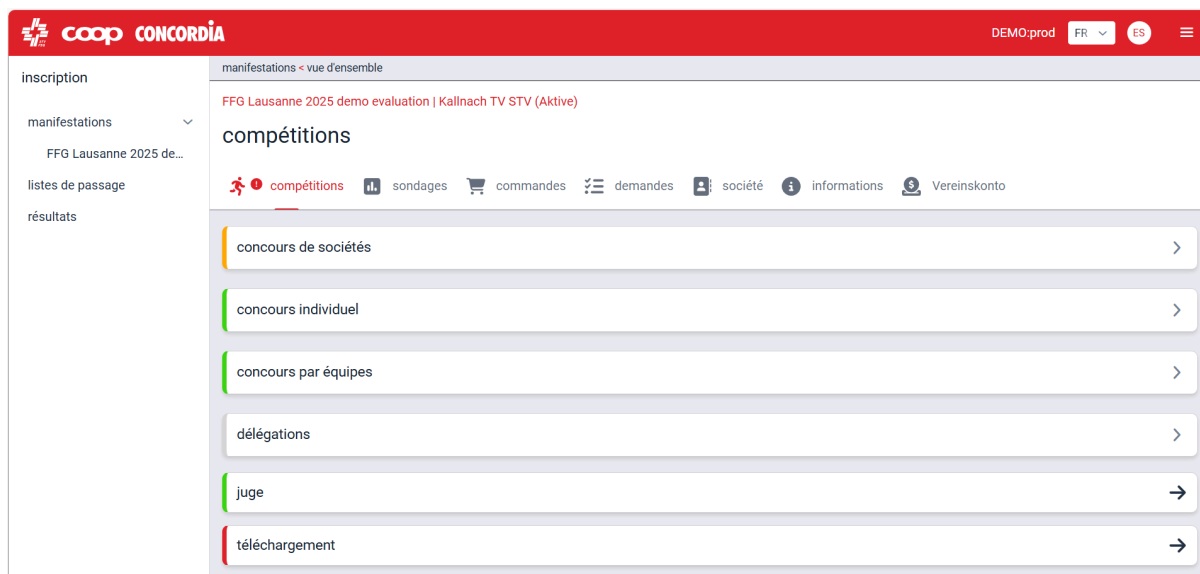 coop CONCORDIA
DEMO:prod FR ES
inscription
manifestations
FFG Lausanne 2025 de...
listes de passage
résultats
manifestations < vue d'ensemble
FFG Lausanne 2025 demo evaluation | Kallnach TV STV (Aktive)
compétitions
compétitions sondages commandes demandes société informations Vereinskonto
concours de sociétés
concours individuel
concours par équipes
délégations
juge
téléchargement